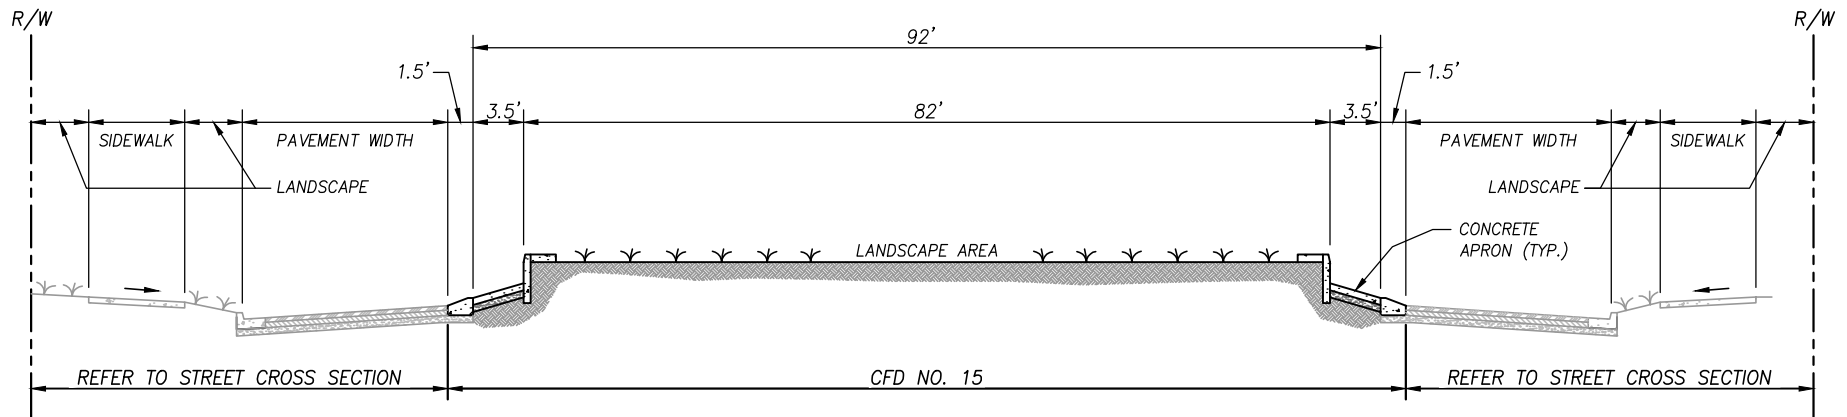 R/W
R/W
92'
1.5'
1.5'
3.5'
82'
3.5'
SIDEWALK
PAVEMENT WIDTH
PAVEMENT WIDTH
SIDEWALK
LANDSCAPE
LANDSCAPE
CONCRETE
APRON (TYP.)
LANDSCAPE AREA
REFER TO STREET CROSS SECTION
CFD NO. 15
REFER TO STREET CROSS SECTION